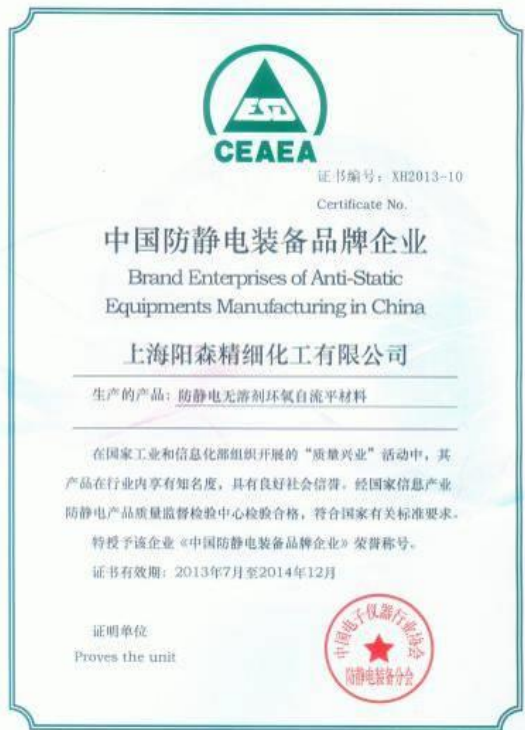 ESD
CEAEA
证书编号：XH2013-10
Certificate No.
中国防静电装备品牌企业
Brand Enterprises of Anti-Static
Equipments Manufacturing in China
上海阳森精细化工有限公司
生产的产品：防静电无溶剂环氧自流平材料
在国家工业和信息化部组织开展的“质量兴业”活动中，其
产品在行业内享有知名度，具有良好社会信誉。经国家信息产业
防静电产品质量监督检验中心检验合格，符合国家有关标准要求。
特授予该企业《中国防静电装备品牌企业》荣誉称号。
证书有效期：2013年7月至2014年12月
证明单位
Proves the unit
中国电子仪器行业协会
防静电装备分会